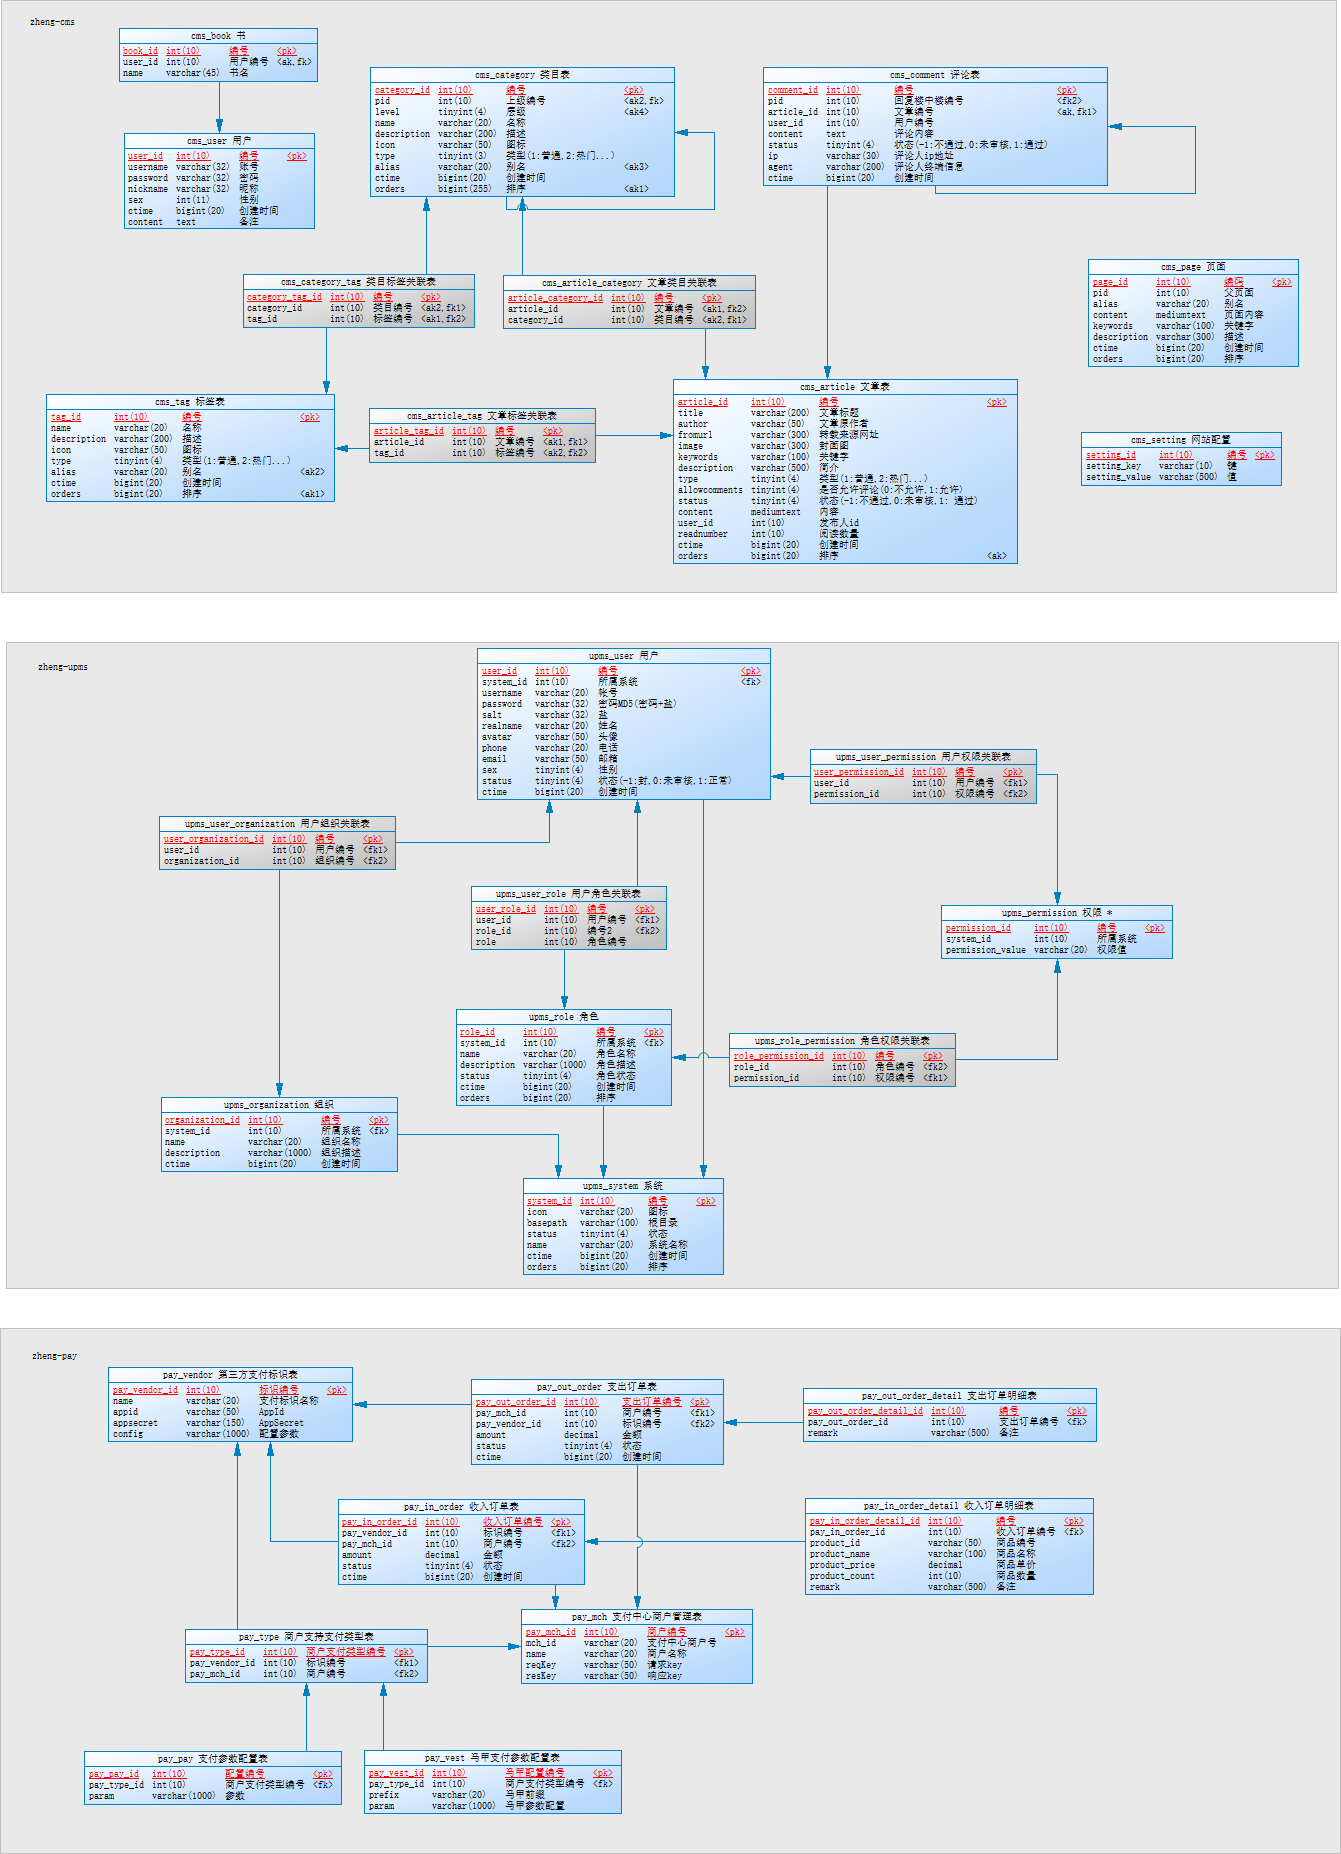 zheng-cms
cms_book 书
book_id int(10) 编号 <pk>
user_id int(10) 用户编号 <ak,fk>
name varchar(45) 书名
cms_user 用户
user_id int(10) 编号 <pk>
username varchar(32) 账号
password varchar(32) 密码
nickname varchar(32) 昵称
sex int(11) 性别
ctime bigint(20) 创建时间
content text 备注
cms_category 类目表
category_id int(10) 编号 <pk>
pid int(10) 上级编号 <ak2,fk>
level tinyint(4) 层级 <ak4>
name varchar(20) 名称
description varchar(200) 描述
icon varchar(50) 图标
type tinyint(3) 类型(1:普通,2:热门...)
alias varchar(20) 别名 <ak3>
ctime bigint(20) 创建时间
orders bigint(255) 排序 <ak1>
cms_comment 评论表
comment_id int(10) 编号 <pk>
pid int(10) 回复楼中楼编号 <fk2>
article_id int(10) 文章编号 <ak,fk1>
user_id int(10) 用户编号
content text 评论内容
status tinyint(4) 状态(-1:不通过,0:未审核,1:通过)
ip varchar(30) 评论人ip地址
agent varchar(200) 评论人终端信息
ctime bigint(20) 创建时间
cms_category_tag 类目标签关联表
category_tag_id int(10) 编号 <pk>
category_id int(10) 类目编号 <ak2,fk1>
tag_id int(10) 标签编号 <ak1,fk2>
cms_article_category 文章类目关联表
article_category_id int(10) 编号 <pk>
article_id int(10) 文章编号 <ak1,fk2>
category_id int(10) 类目编号 <ak2,fk1>
cms_page 页面
page_id int(10) 编码 <pk>
pid int(10) 父页面
alias varchar(20) 别名
content mediumtext 页面内容
keywords varchar(100) 关键字
description varchar(300) 描述
ctime bigint(20) 创建时间
orders bigint(20) 排序
cms_tag 标签表
tag_id int(10) 编号 <pk>
name varchar(20) 名称
description varchar(200) 描述
icon varchar(50) 图标
type tinyint(4) 类型(1:普通,2:热门...)
alias varchar(20) 别名 <ak2>
ctime bigint(20) 创建时间
orders bigint(20) 排序 <ak1>
cms_article_tag 文章标签关联表
article_tag_id int(10) 编号 <pk>
article_id int(10) 文章编号 <ak1,fk1>
tag_id int(10) 标签编号 <ak2,fk2>
cms_article 文章表
article_id int(10) 编号 <pk>
title varchar(200) 文章标题
author varchar(50) 文章原作者
fromurl varchar(300) 转载来源网址
image varchar(300) 封面图
keywords varchar(100) 关键字
description varchar(500) 简介
type tinyint(4) 类型(1:普通,2:热门...)
allowcomments tinyint(4) 是否允许评论(0:不允许,1:允许)
status tinyint(4) 状态(-1:不通过,0:未审核,1: 通过)
content mediumtext 内容
user_id int(10) 发布人id
readnumber int(10) 阅读数量
ctime bigint(20) 创建时间
orders bigint(20) 排序 <ak>
cms_setting 网站配置
setting_id int(10) 编号 <pk>
setting_key varchar(10) 键
setting_value varchar(500) 值
zheng-upms
upms_user 用户
user_id int(10) 编号 <pk>
system_id int(10) 所属系统 <fk>
username varchar(20) 帐号
password varchar(32) 密码MD5(密码+盐)
salt varchar(32) 盐
realname varchar(20) 姓名
avatar varchar(50) 头像
phone varchar(20) 电话
email varchar(50) 邮箱
sex tinyint(4) 性别
status tinyint(4) 状态(-1:封,0:未审核,1:正常)
ctime bigint(20) 创建时间
upms_user_permission 用户权限关联表
user_permission_id int(10) 编号 <pk>
user_id int(10) 用户编号 <fk1>
permission_id int(10) 权限编号 <fk2>
upms_user_organization 用户组织关联表
user_organization_id int(10) 编号 <pk>
user_id int(10) 用户编号 <fk1>
organization_id int(10) 组织编号 <fk2>
upms_user_role 用户角色关联表
user_role_id int(10) 编号 <pk>
user_id int(10) 用户编号 <fk1>
role_id int(10) 编号2 <fk2>
role int(10) 角色编号
upms_permission 权限 *
permission_id int(10) 编号 <pk>
system_id int(10) 所属系统
permission_value varchar(20) 权限值
upms_role 角色
role_id int(10) 编号 <pk>
system_id int(10) 所属系统 <fk>
name varchar(20) 角色名称
description varchar(1000) 角色描述
status tinyint(4) 角色状态
ctime bigint(20) 创建时间
orders bigint(20) 排序
upms_role_permission 角色权限关联表
role_permission_id int(10) 编号 <pk>
role_id int(10) 角色编号 <fk2>
permission_id int(10) 权限编号 <fk1>
upms_organization 组织
organization_id int(10) 编号 <pk>
system_id int(10) 所属系统 <fk>
name varchar(20) 组织名称
description varchar(1000) 组织描述
ctime bigint(20) 创建时间
upms_system 系统
system_id int(10) 编号 <pk>
icon varchar(20) 图标
basepath varchar(100) 根目录
status tinyint(4) 状态
name varchar(20) 系统名称
ctime bigint(20) 创建时间
orders bigint(20) 排序
zheng-pay
pay_vendor 第三方支付标识表
pay_vendor_id int(10) 标识编号 <pk>
name varchar(20) 支付标识名称
appid varchar(50) AppId
appsecret varchar(150) AppSecret
config varchar(1000) 配置参数
pay_out_order 支出订单表
pay_out_order_id int(10) 支出订单编号 <pk>
pay_mch_id int(10) 商户编号 <fk1>
pay_vendor_id int(10) 标识编号 <fk2>
amount decimal 金额
status tinyint(4) 状态
ctime bigint(20) 创建时间
pay_out_order_detail 支出订单明细表
pay_out_order_detail_id int(10) 编号 <pk>
pay_out_order_id int(10) 支出订单编号 <fk>
remark varchar(500) 备注
pay_in_order 收入订单表
pay_in_order_id int(10) 收入订单编号 <pk>
pay_vendor_id int(10) 标识编号 <fk1>
pay_mch_id int(10) 商户编号 <fk2>
amount decimal 金额
status tinyint(4) 状态
ctime bigint(20) 创建时间
pay_in_order_detail 收入订单明细表
pay_in_order_detail_id int(10) 编号 <pk>
pay_in_order_id int(10) 收入订单编号 <fk>
product_id varchar(50) 商品编号
product_name varchar(100) 商品名称
product_price decimal 商品单价
product_count int(10) 商品数量
remark varchar(500) 备注
pay_mch 支付中心商户管理表
pay_mch_id int(10) 商户编号 <pk>
mch_id varchar(20) 支付中心商户号
name varchar(20) 商户名称
reqKey varchar(50) 请求key
resKey varchar(50) 响应key
pay_type 商户支持支付类型表
pay_type_id int(10) 商户支付类型编号 <pk>
pay_vendor_id int(10) 标识编号 <fk1>
pay_mch_id int(10) 商户编号 <fk2>
pay_pay 支付参数配置表
pay_pay_id int(10) 配置编号 <pk>
pay_type_id int(10) 商户支付类型编号 <fk>
param varchar(1000) 参数
pay_vest 马甲支付参数配置表
pay_vest_id int(10) 马甲配置编号 <pk>
pay_type_id int(10) 商户支付类型编号 <fk>
prefix varchar(20) 马甲前缀
param varchar(1000) 马甲参数配置